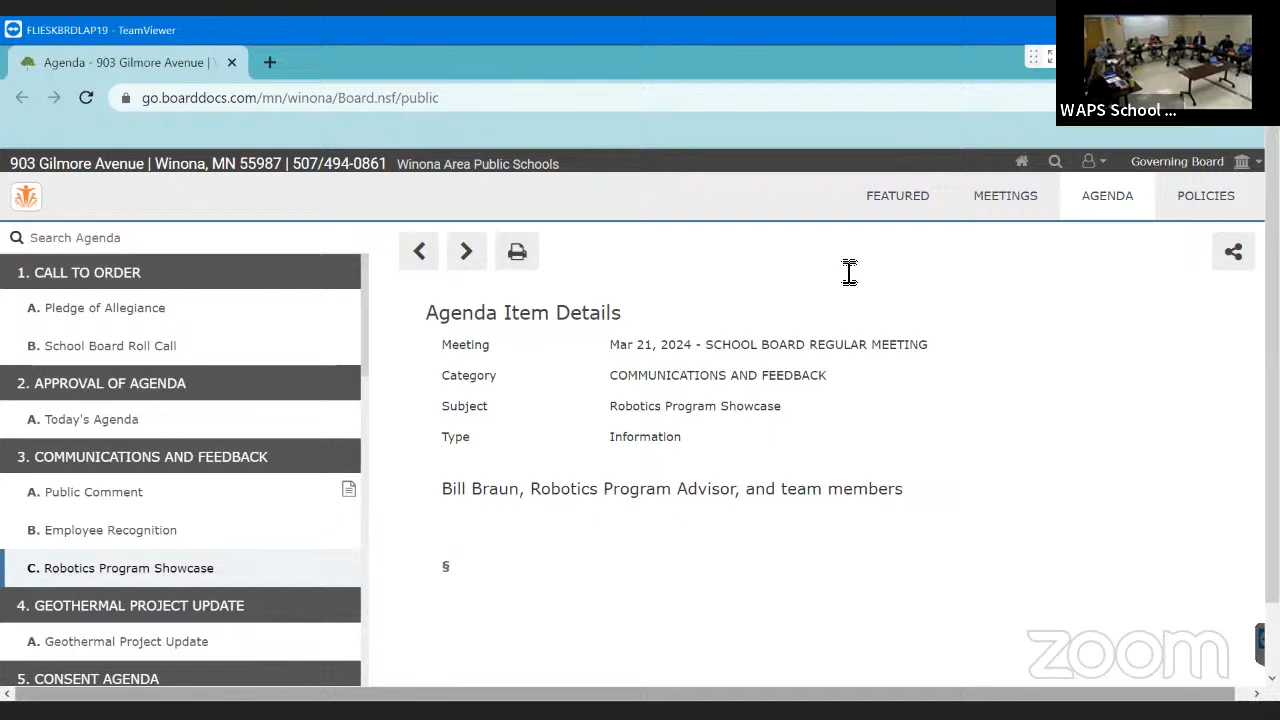 FLIESKBRDLAP19 - TeamViewer
Agenda - 903 Gilmore Avenue |
go.boarddocs.com/mn/winona/Board.nsf/public
WAPS School ...
903 Gilmore Avenue | Winona, MN 55987 | 507/494-0861 Winona Area Public Schools
Governing Board
FEATURED MEETINGS AGENDA POLICIES
Search Agenda
1. CALL TO ORDER
A. Pledge of Allegiance
B. School Board Roll Call
2. APPROVAL OF AGENDA
A. Today's Agenda
3. COMMUNICATIONS AND FEEDBACK
A. Public Comment
B. Employee Recognition
C. Robotics Program Showcase
4. GEOTHERMAL PROJECT UPDATE
A. Geothermal Project Update
5. CONSENT AGENDA
Agenda Item Details
Meeting Mar 21, 2024 - SCHOOL BOARD REGULAR MEETING
Category COMMUNICATIONS AND FEEDBACK
Subject Robotics Program Showcase
Type Information
Bill Braun, Robotics Program Advisor, and team members
§
zoom